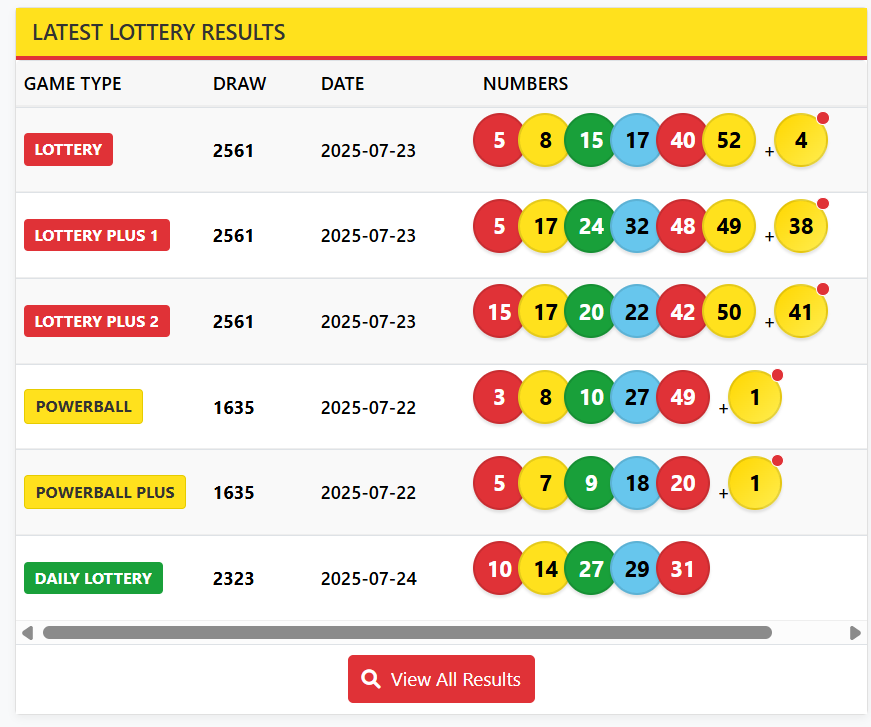 LATEST LOTTERY RESULTS
GAME TYPE DRAW DATE NUMBERS
LOTTERY 2561 2025-07-23 5 8 15 17 40 52 + 4
LOTTERY PLUS 1 2561 2025-07-23 5 17 24 32 48 49 + 38
LOTTERY PLUS 2 2561 2025-07-23 15 17 20 22 42 50 + 41
POWERBALL 1635 2025-07-22 3 8 10 27 49 + 1
POWERBALL PLUS 1635 2025-07-22 5 7 9 18 20 + 1
DAILY LOTTERY 2323 2025-07-24 10 14 27 29 31
View All Results